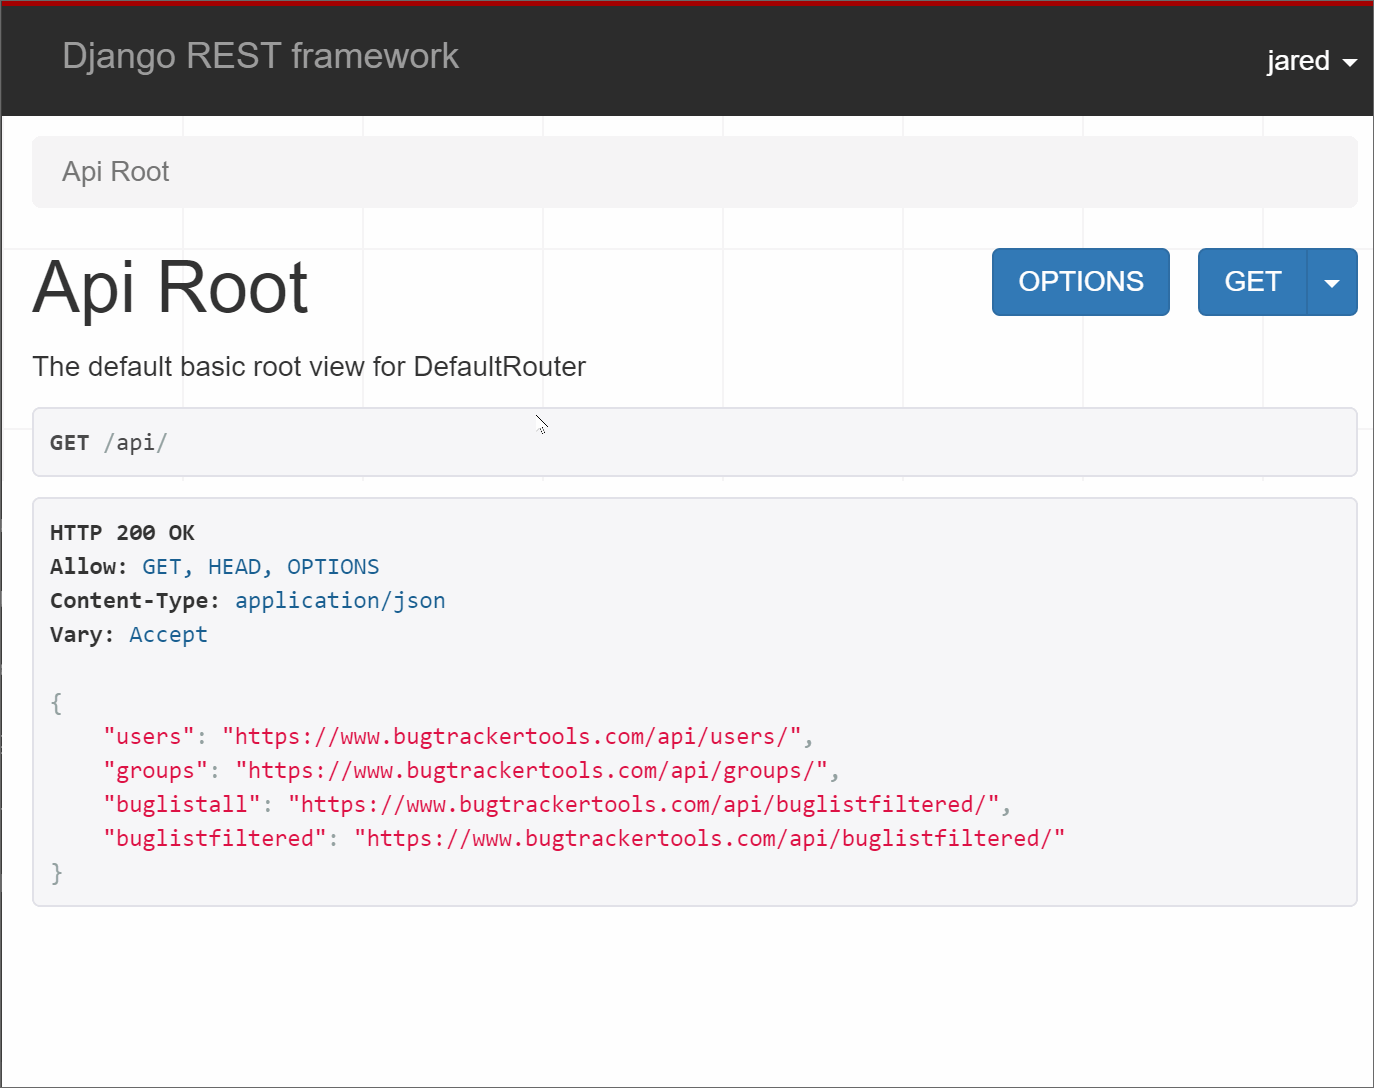 Django REST framework
jared
Api Root
Api Root
OPTIONS
GET
The default basic root view for DefaultRouter
GET /api/
HTTP 200 OK
Allow: GET, HEAD, OPTIONS
Content-Type: application/json
Vary: Accept
{
"users": "https://www.bugtrackertools.com/api/users/",
"groups": "https://www.bugtrackertools.com/api/groups/",
"buglistall": "https://www.bugtrackertools.com/api/buglistfiltered/",
"buglistfiltered": "https://www.bugtrackertools.com/api/buglistfiltered/"
}